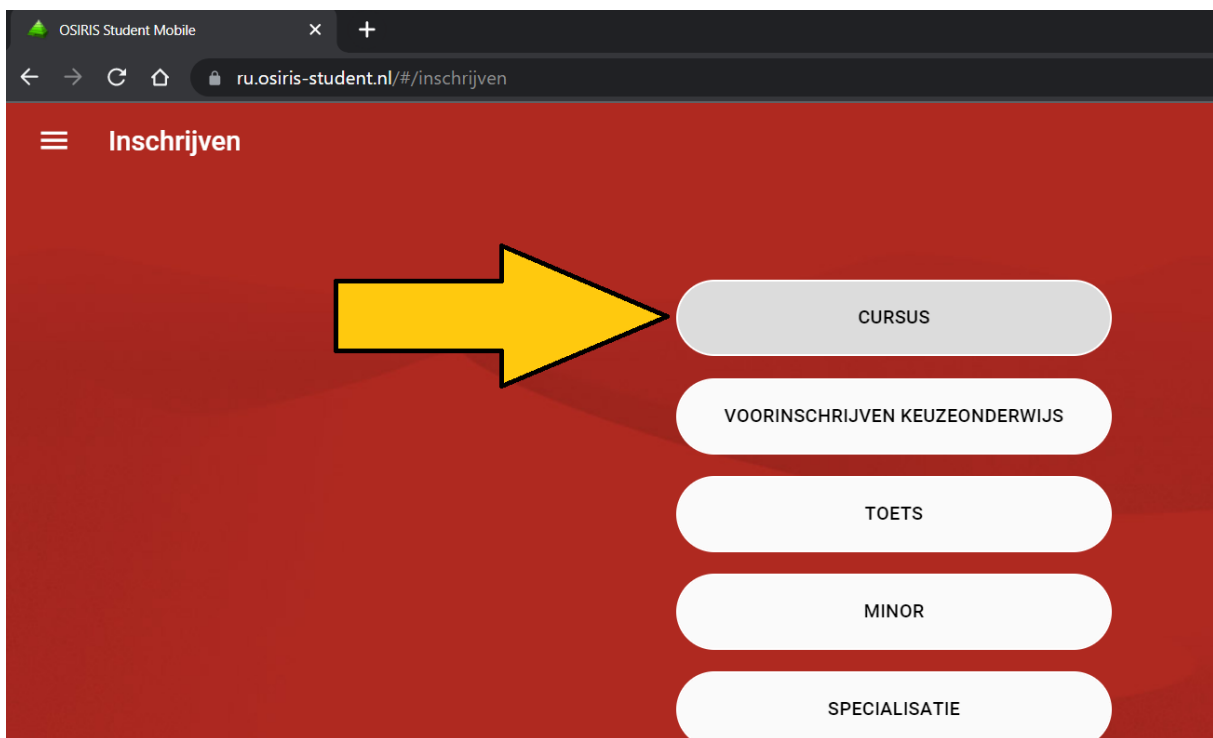 OSIRIS Student Mobile
ru.osiris-student.nl/#/inschrijven
Inschrijven
CURSUS
VOORINSCHRIJVEN KEUZEONDERWIJS
TOETS
MINOR
SPECIALISATIE